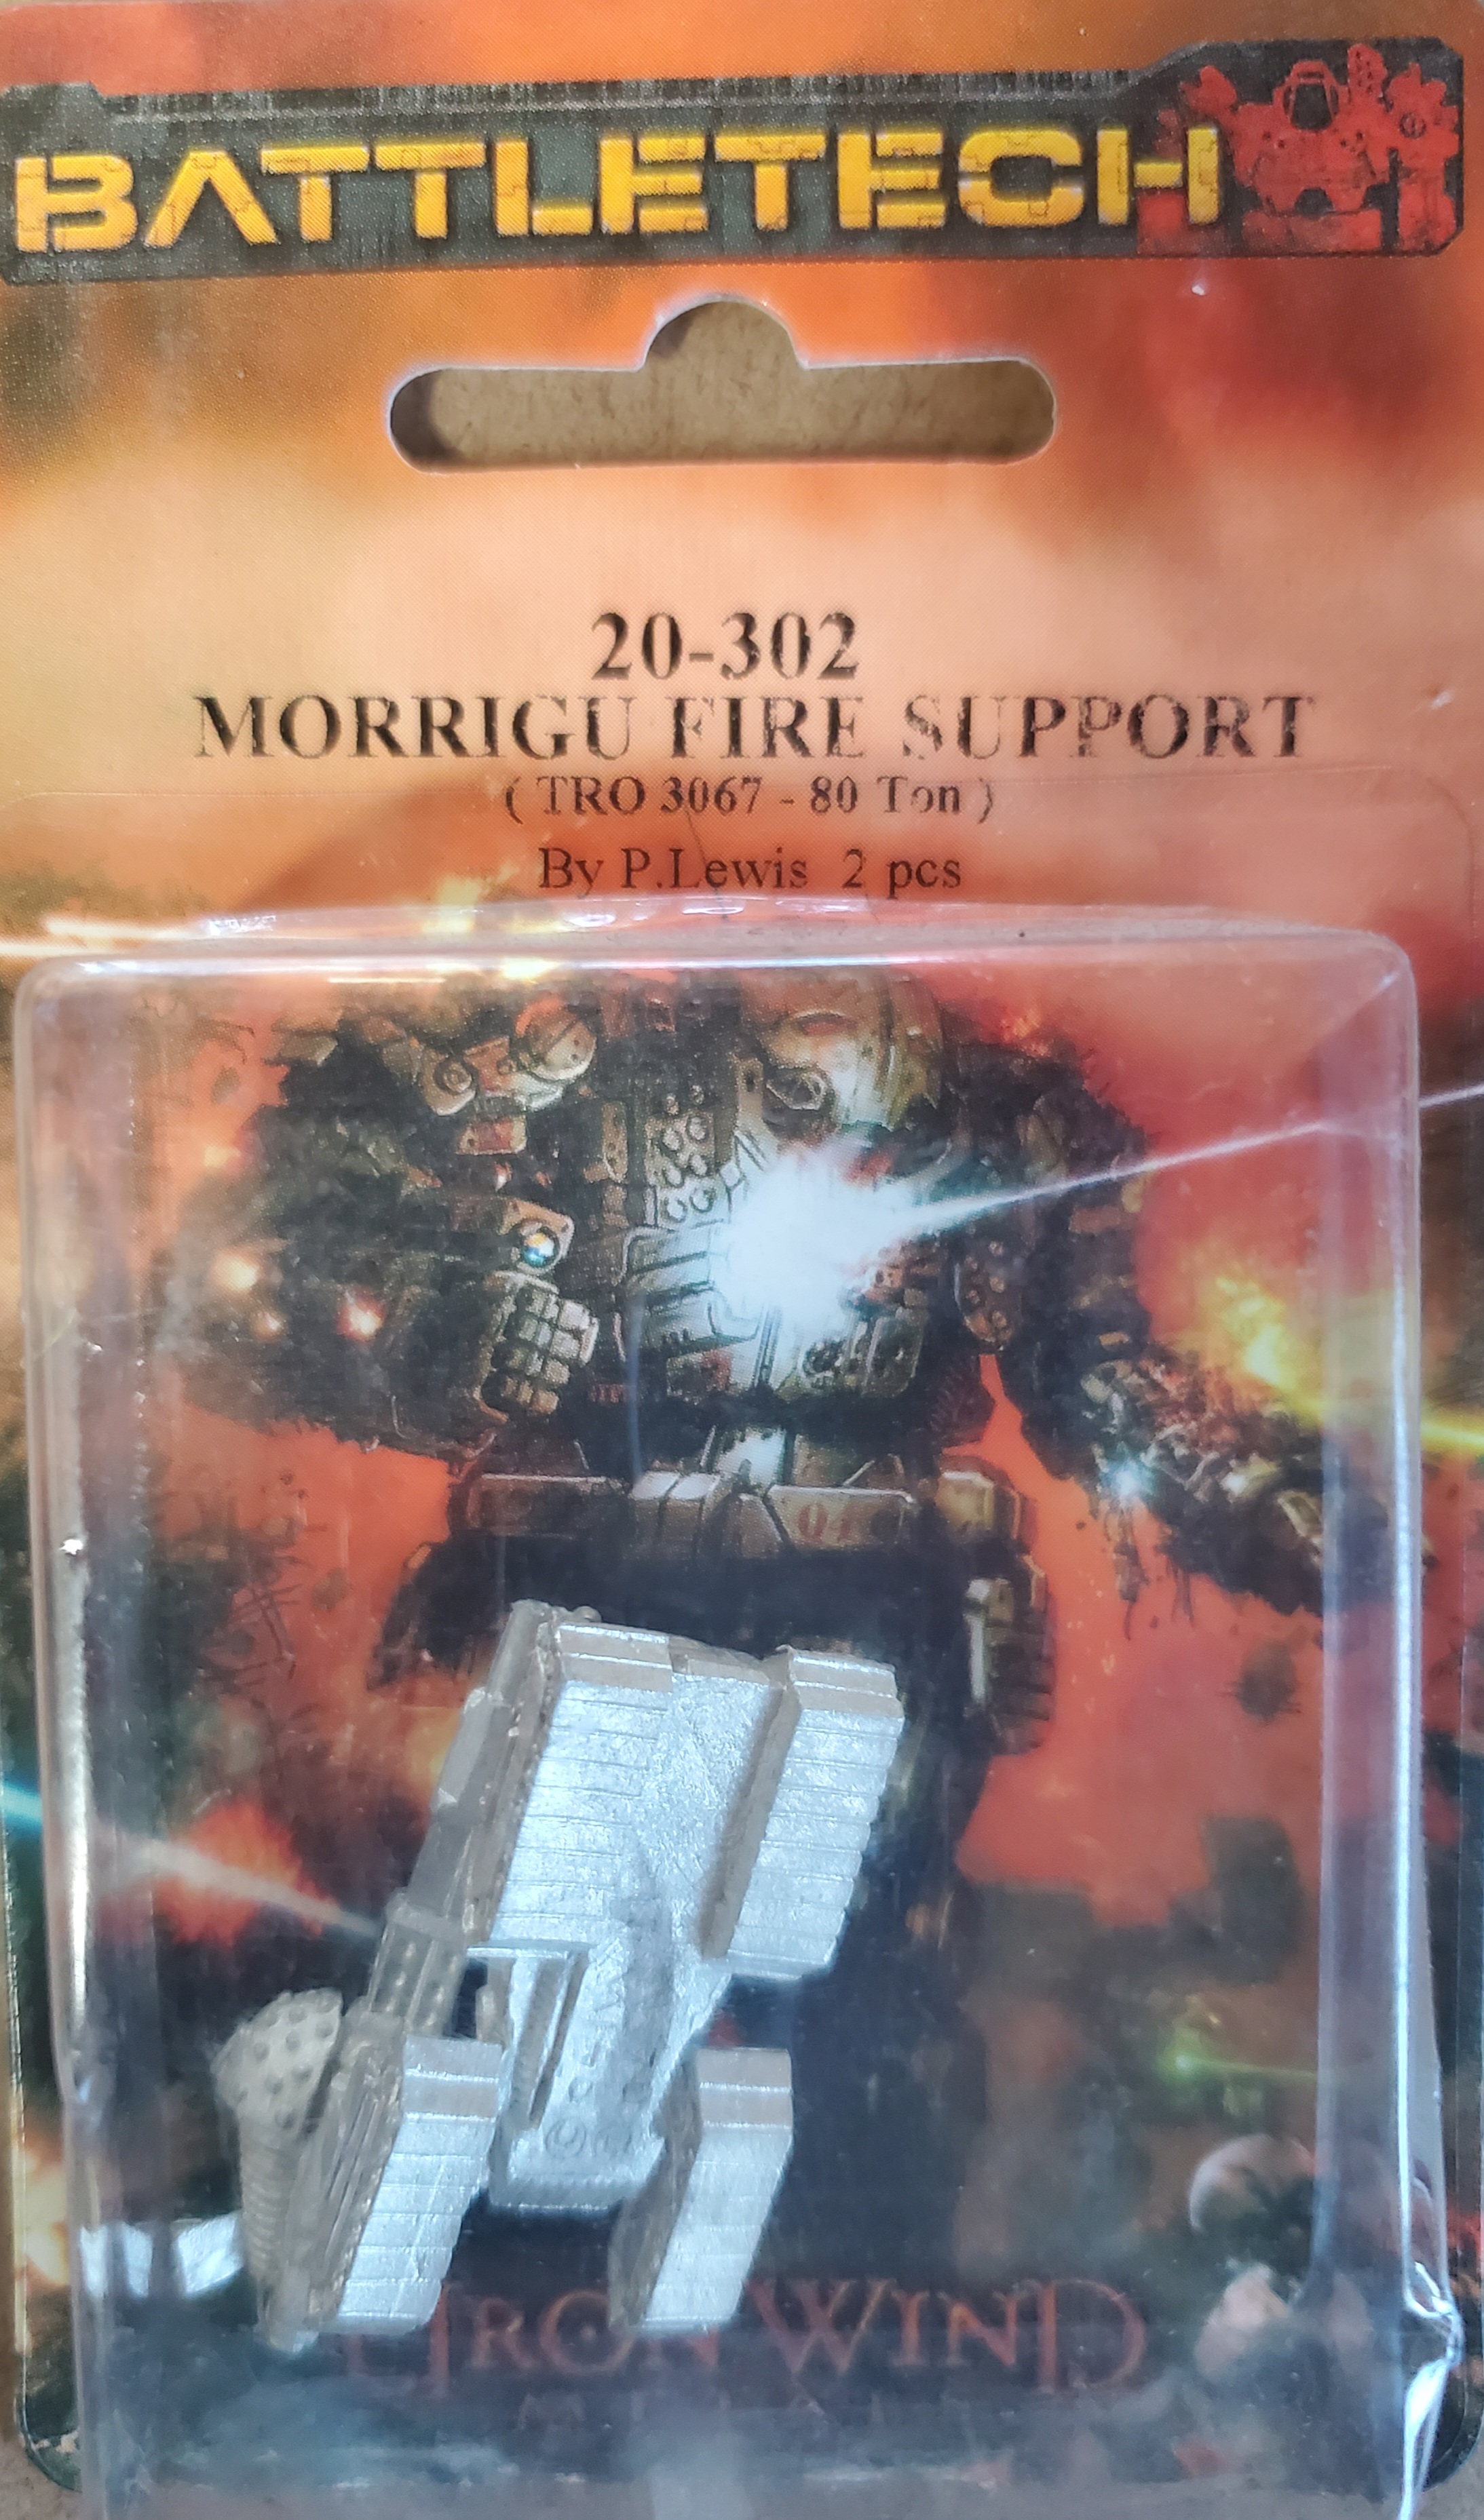 BATTLETECH
20-302
MORRIGU FIRE SUPPORT
( TRO 3067 - 80 Ton )
By P.Lewis 2 pcs
IRON WIND